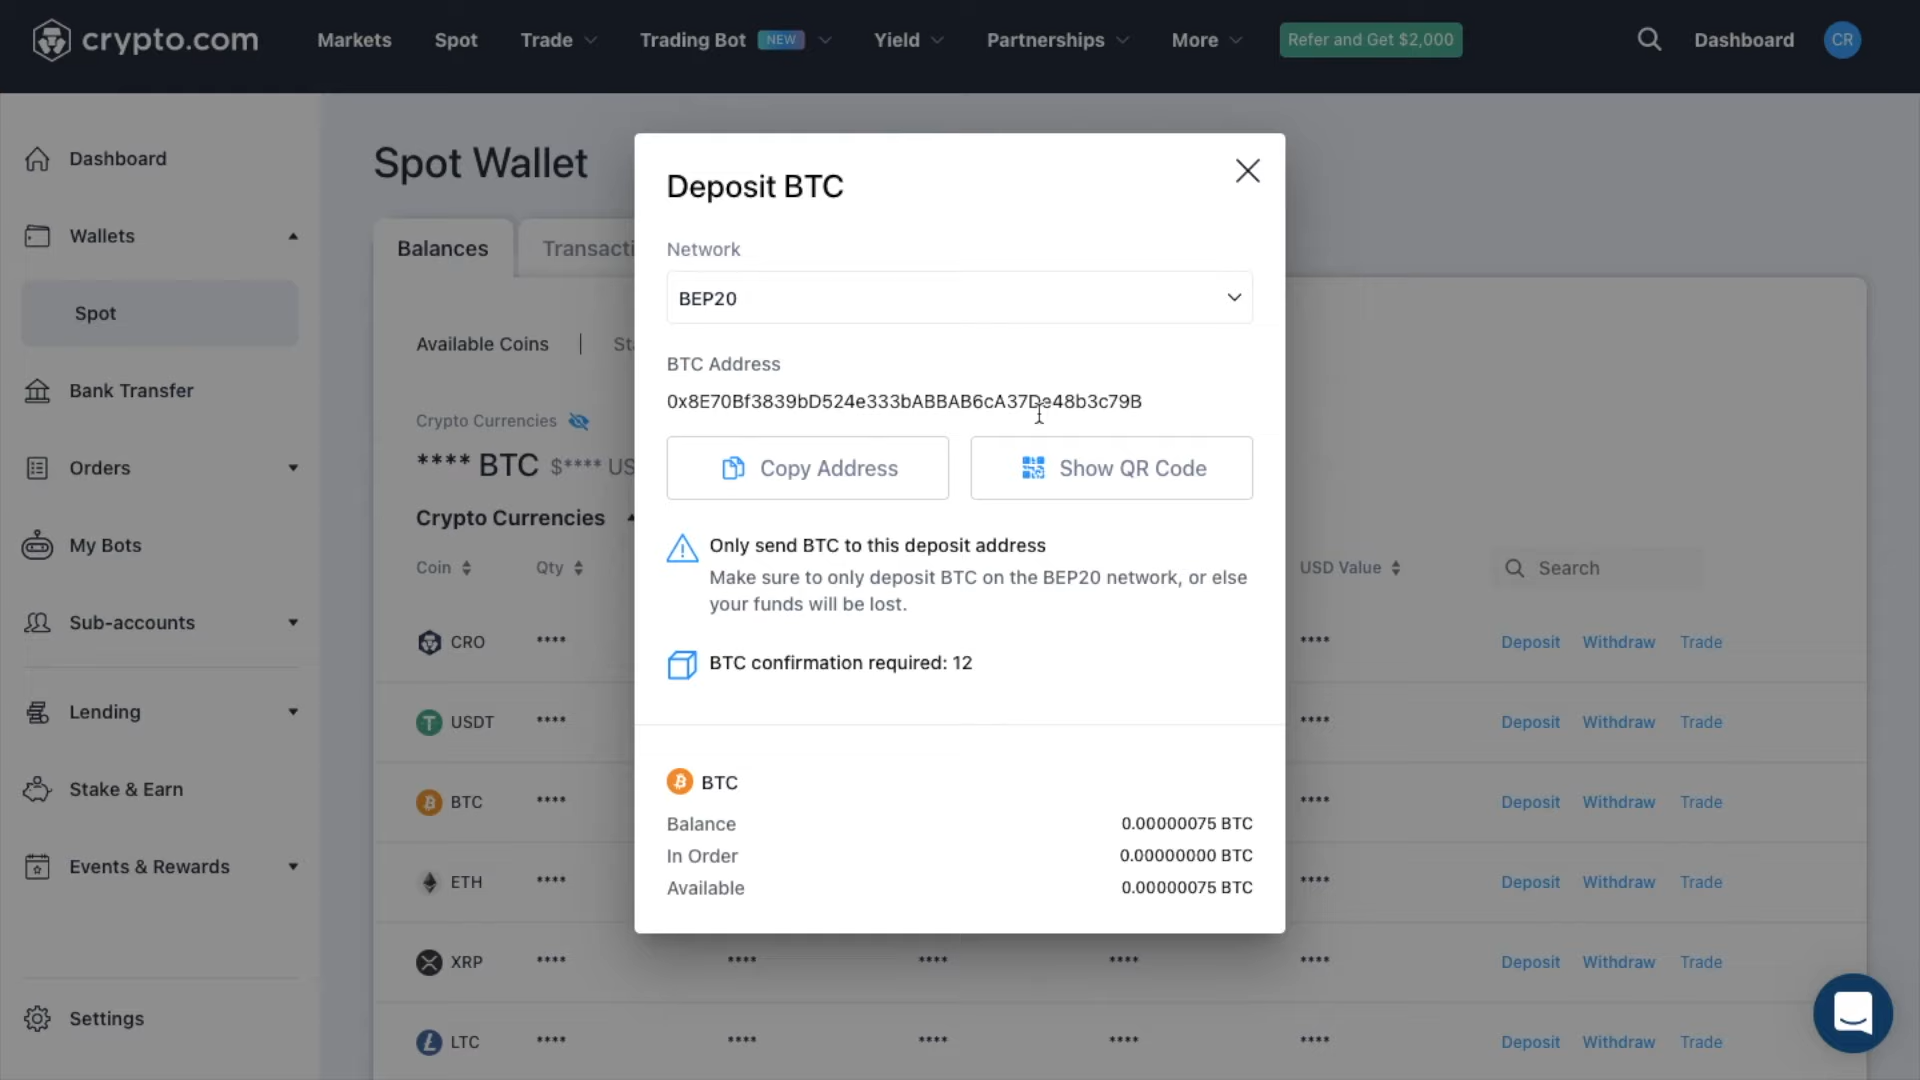 crypto.com
Markets
Spot
Trade
Trading Bot NEW
Yield
Partnerships
More
Refer and Get $2,000
Dashboard
CR
Dashboard
Wallets
Spot
Bank Transfer
Orders
My Bots
Sub-accounts
Lending
Stake & Earn
Events & Rewards
Settings
Spot Wallet
Balances
Transacti
Available Coins | St
Crypto Currencies
**** BTC $**** US
Crypto Currencies
Coin Qty USD Value Search
CRO **** **** Deposit Withdraw Trade
USDT **** **** Deposit Withdraw Trade
BTC **** **** Deposit Withdraw Trade
ETH **** **** Deposit Withdraw Trade
XRP **** **** **** **** **** Deposit Withdraw Trade
LTC **** **** **** **** **** Deposit Withdraw Trade
Deposit BTC
Network
BEP20
BTC Address
0x8E70Bf3839bD524e333bABBAB6cA37De48b3c79B
Copy Address
Show QR Code
Only send BTC to this deposit address
Make sure to only deposit BTC on the BEP20 network, or else
your funds will be lost.
BTC confirmation required: 12
BTC
Balance 0.00000075 BTC
In Order 0.00000000 BTC
Available 0.00000075 BTC